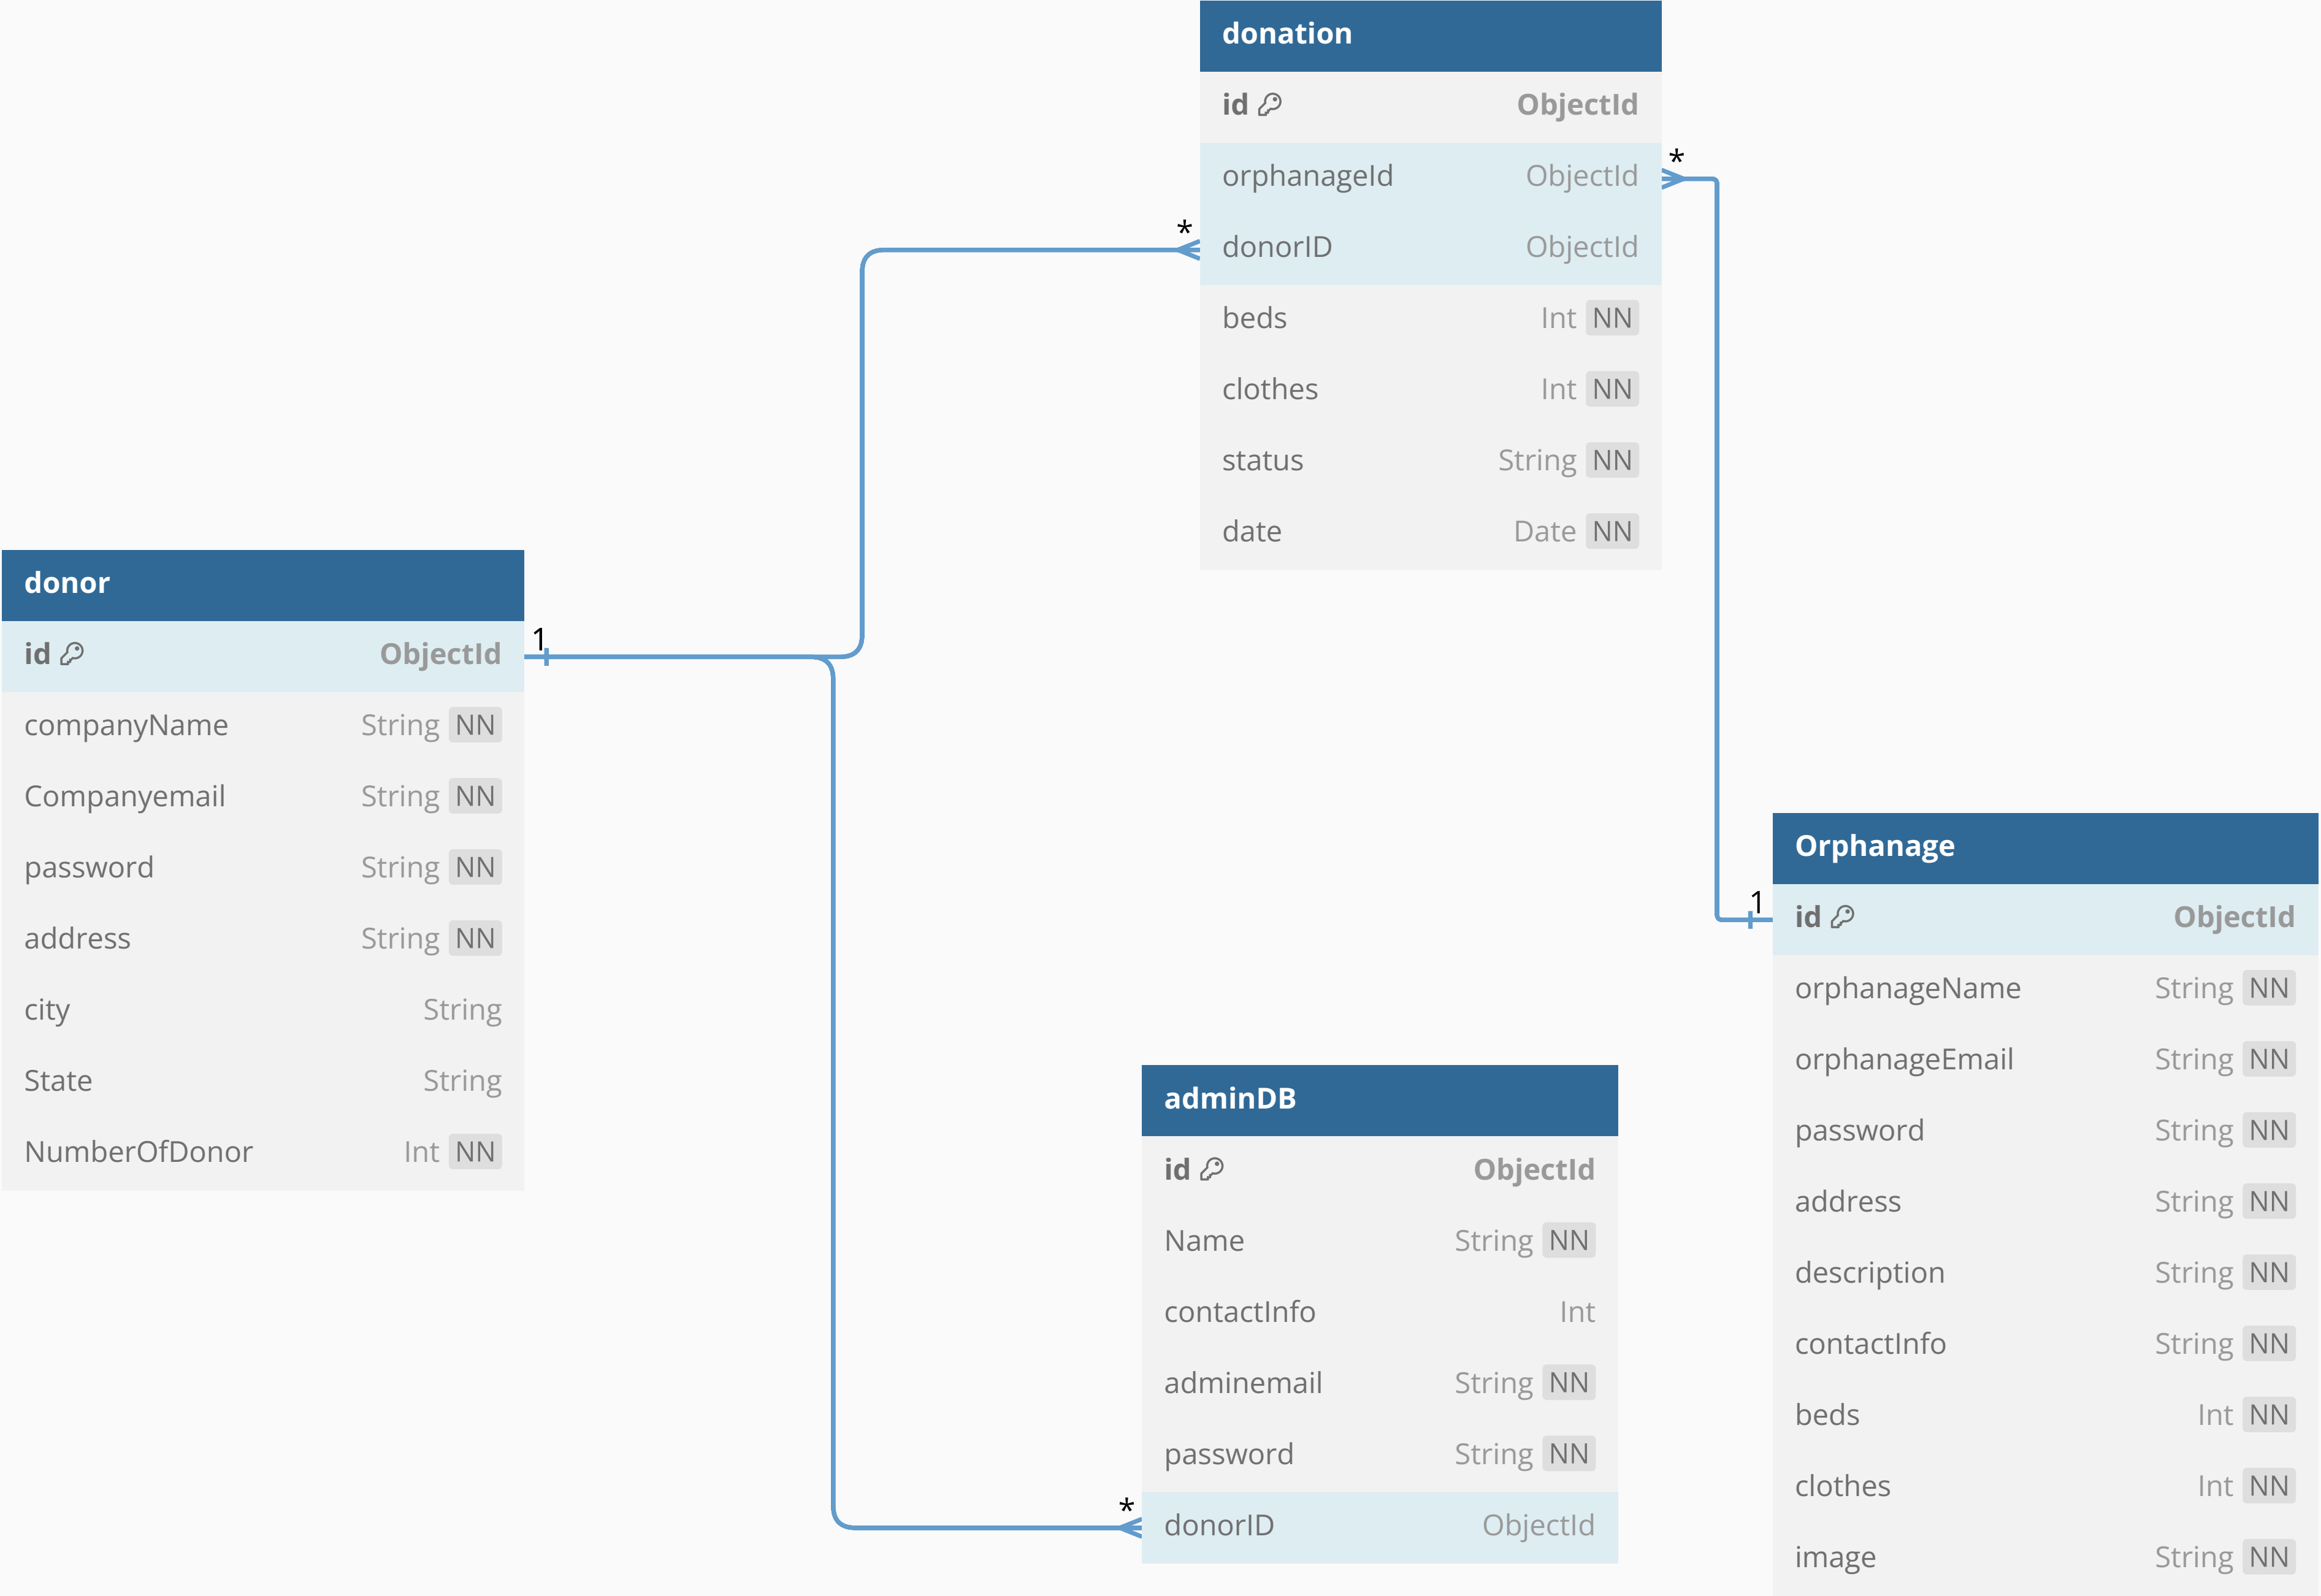 donation
id ObjectId
orphanageId ObjectId
*
*
donorID ObjectId
beds Int NN
clothes Int NN
status String NN
date Date NN
donor
id ObjectId
1
companyName String NN
Companyemail String NN
password String NN
address String NN
city String
State String
NumberOfDonor Int NN
Orphanage
1
id ObjectId
orphanageName String NN
orphanageEmail String NN
password String NN
address String NN
description String NN
contactInfo String NN
beds Int NN
clothes Int NN
image String NN
adminDB
id ObjectId
Name String NN
contactInfo Int
adminemail String NN
password String NN
*
donorID ObjectId